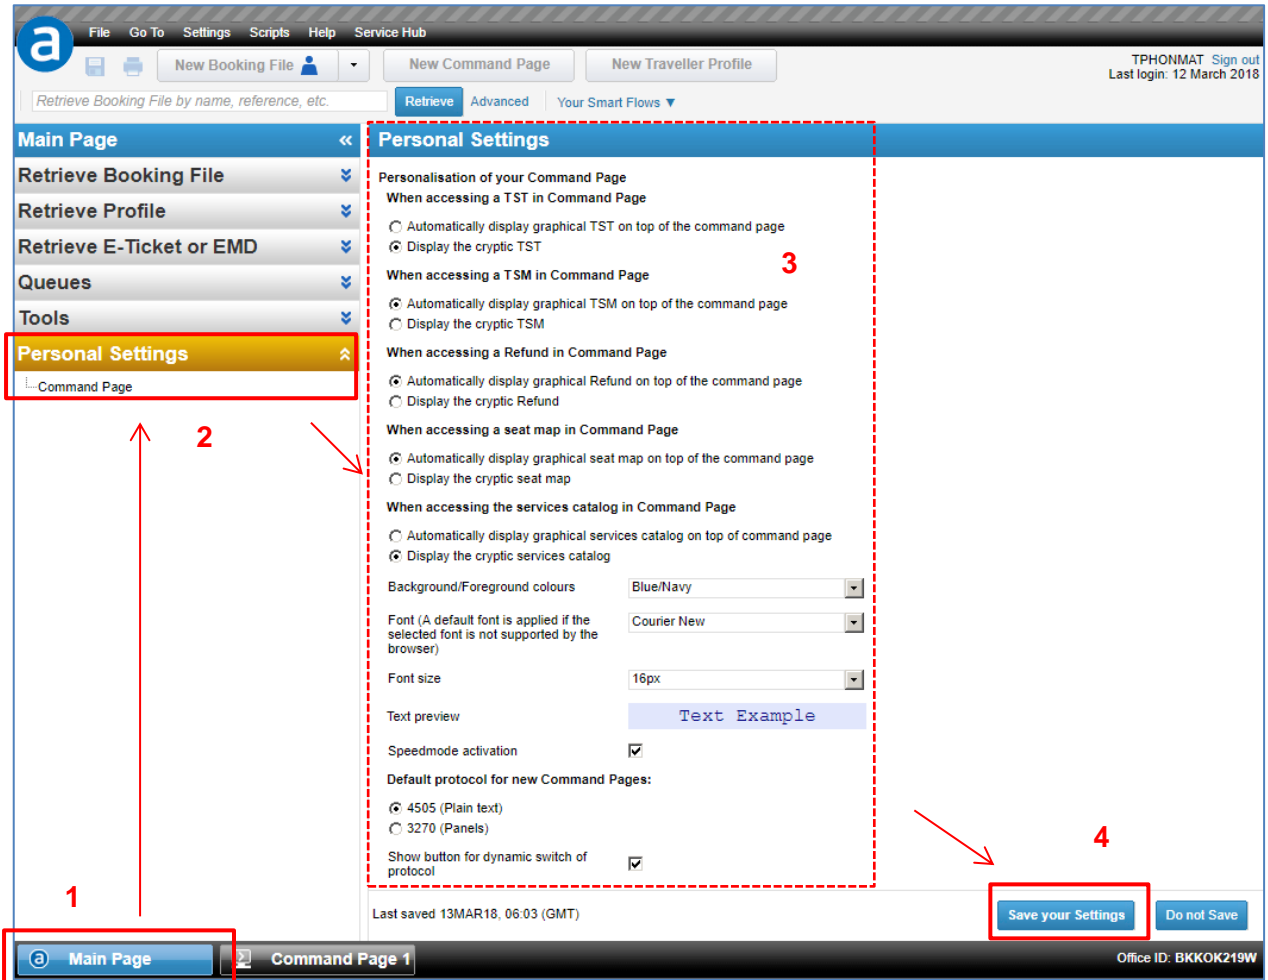 a
File Go To Settings Scripts Help Service Hub
New Booking File New Command Page New Traveller Profile
TPHONMAT Sign out
Last login: 12 March 2018
Retrieve Booking File by name, reference, etc. Retrieve Advanced Your Smart Flows ▼
Main Page «
Retrieve Booking File
Retrieve Profile
Retrieve E-Ticket or EMD
Queues
Tools
Personal Settings
Command Page
2
1
Personal Settings
Personalisation of your Command Page
When accessing a TST in Command Page
Automatically display graphical TST on top of the command page
Display the cryptic TST
3
When accessing a TSM in Command Page
Automatically display graphical TSM on top of the command page
Display the cryptic TSM
When accessing a Refund in Command Page
Automatically display graphical Refund on top of the command page
Display the cryptic Refund
When accessing a seat map in Command Page
Automatically display graphical seat map on top of the command page
Display the cryptic seat map
When accessing the services catalog in Command Page
Automatically display graphical services catalog on top of command page
Display the cryptic services catalog
Background/Foreground colours Blue/Navy
Font (A default font is applied if the
selected font is not supported by the
browser)
Courier New
Font size 16px
Text preview Text Example
Speedmode activation
Default protocol for new Command Pages:
4505 (Plain text)
3270 (Panels)
Show button for dynamic switch of
protocol
4
Last saved 13MAR18, 06:03 (GMT) Save your Settings Do not Save
a Main Page Command Page 1 Office ID: BKKOK219W